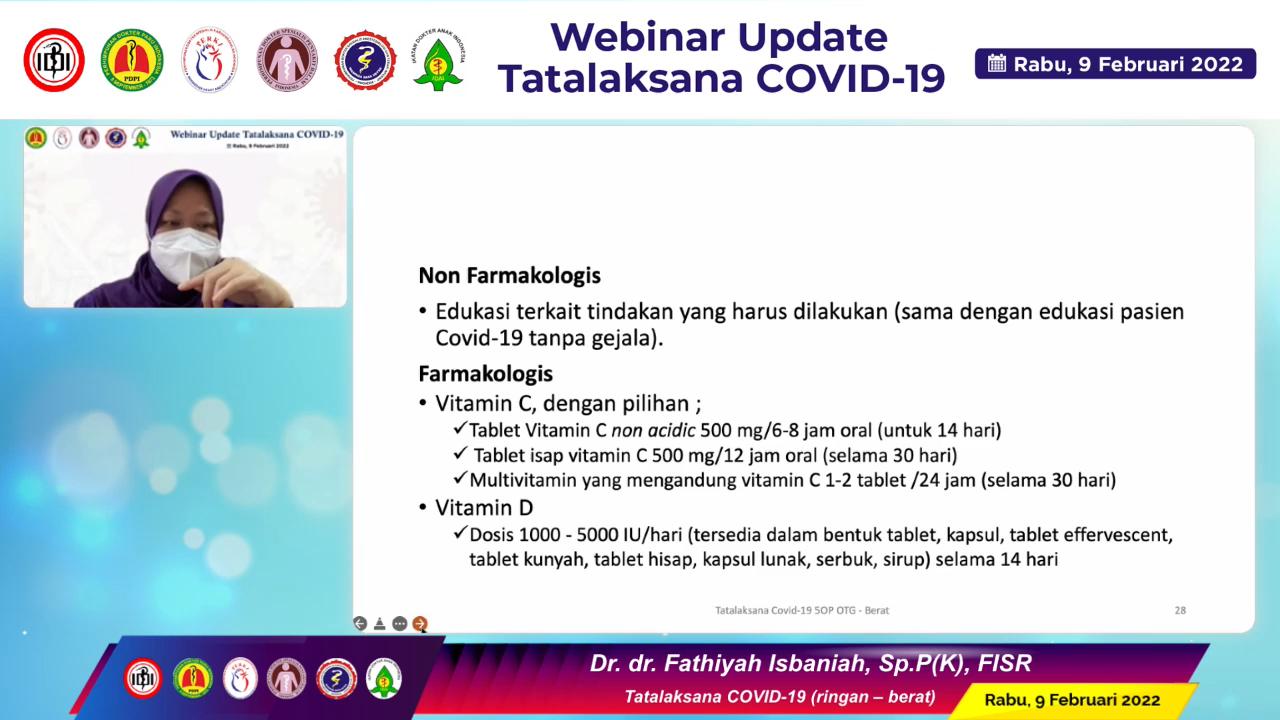 Webinar Update
Tatalaksana COVID-19
Rabu, 9 Februari 2022
IDI
PDPI
PERKI
Webinar Update Tatalaksana COVID-19
Rabu, 9 Februari 2022
Non Farmakologis
• Edukasi terkait tindakan yang harus dilakukan (sama dengan edukasi pasien
Covid-19 tanpa gejala).
Farmakologis
• Vitamin C, dengan pilihan ;
✓Tablet Vitamin C non acidic 500 mg/6-8 jam oral (untuk 14 hari)
✓ Tablet isap vitamin C 500 mg/12 jam oral (selama 30 hari)
✓Multivitamin yang mengandung vitamin C 1-2 tablet /24 jam (selama 30 hari)
• Vitamin D
✓Dosis 1000 - 5000 IU/hari (tersedia dalam bentuk tablet, kapsul, tablet effervescent,
tablet kunyah, tablet hisap, kapsul lunak, serbuk, sirup) selama 14 hari
Tatalaksana Covid-19 5OP OTG - Berat
28
Dr. dr. Fathiyah Isbaniah, Sp.P(K), FISR
Tatalaksana COVID-19 (ringan – berat)
Rabu, 9 Februari 2022